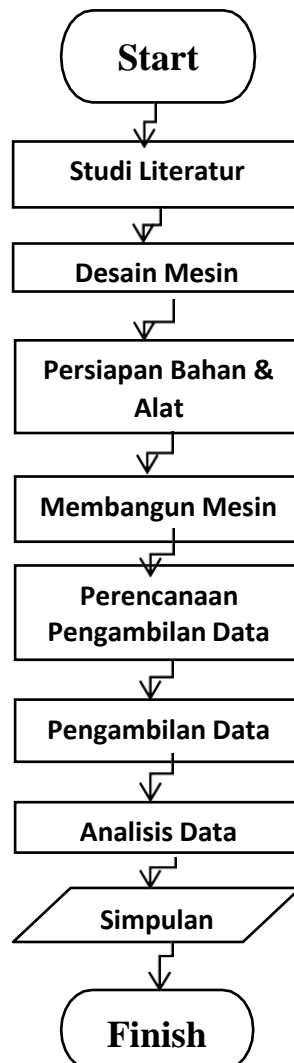 Start
Studi Literatur
Desain Mesin
Persiapan Bahan &
Alat
Membangun Mesin
Perencanaan
Pengambilan Data
Pengambilan Data
Analisis Data
Simpulan
Finish